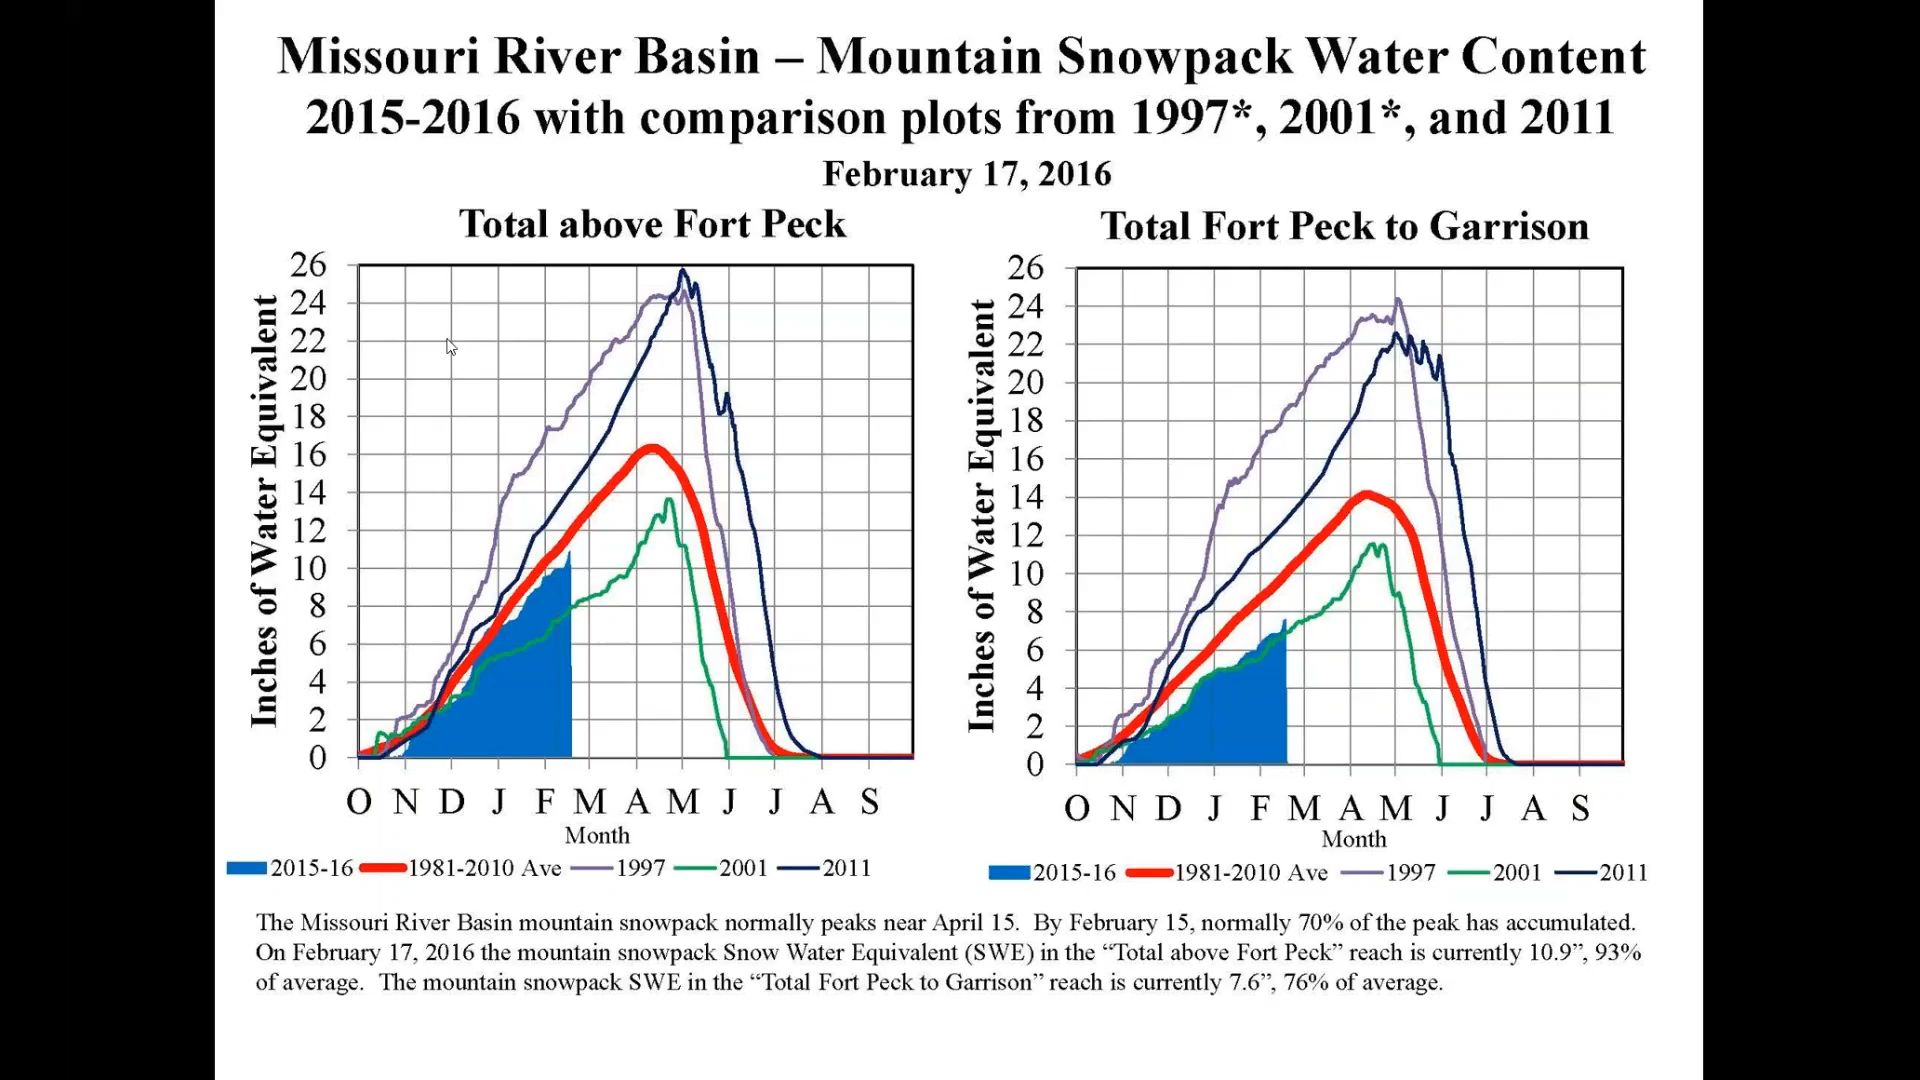 Missouri River Basin – Mountain Snowpack Water Content
2015-2016 with comparison plots from 1997*, 2001*, and 2011
February 17, 2016
Total above Fort Peck
26
24
22
20
18
16
14
12
10
8
6
4
2
0
Inches of Water Equivalent
O N D J F M A M J J A S
Month
2015-16 1981-2010 Ave 1997 2001 2011
Total Fort Peck to Garrison
26
24
22
20
18
16
14
12
10
8
6
4
2
0
Inches of Water Equivalent
O N D J F M A M J J A S
Month
2015-16 1981-2010 Ave 1997 2001 2011
The Missouri River Basin mountain snowpack normally peaks near April 15. By February 15, normally 70% of the peak has accumulated.
On February 17, 2016 the mountain snowpack Snow Water Equivalent (SWE) in the “Total above Fort Peck” reach is currently 10.9”, 93%
of average. The mountain snowpack SWE in the “Total Fort Peck to Garrison” reach is currently 7.6”, 76% of average.